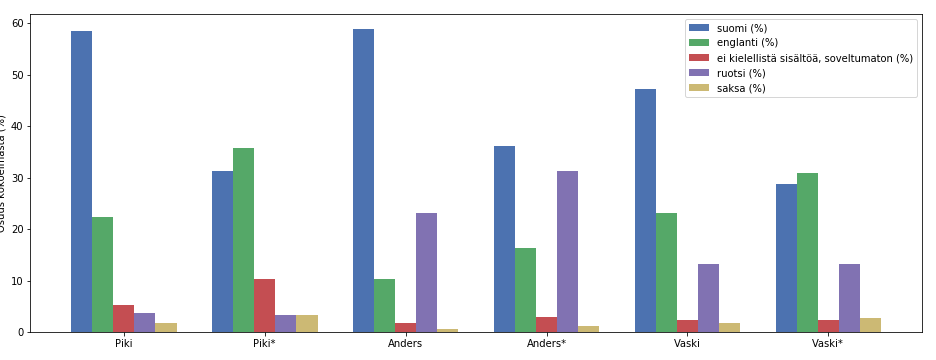 60
50
40
30
20
10
0
Osuus kokoelmasta (%)
suomi (%)
englanti (%)
ei kielellistä sisältöä, soveltumaton (%)
ruotsi (%)
saksa (%)
Piki
Piki*
Anders
Anders*
Vaski
Vaski*